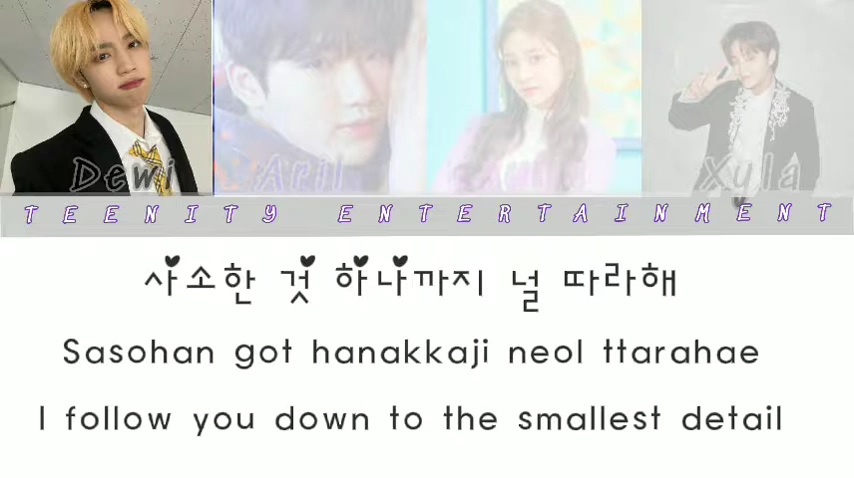 Dewi Aril Xyla
TEENITY ENTERTAINMENT
사소한 것 하나까지 널 따라해
Sasohan got hanakkaji neol ttarahae
I follow you down to the smallest detail